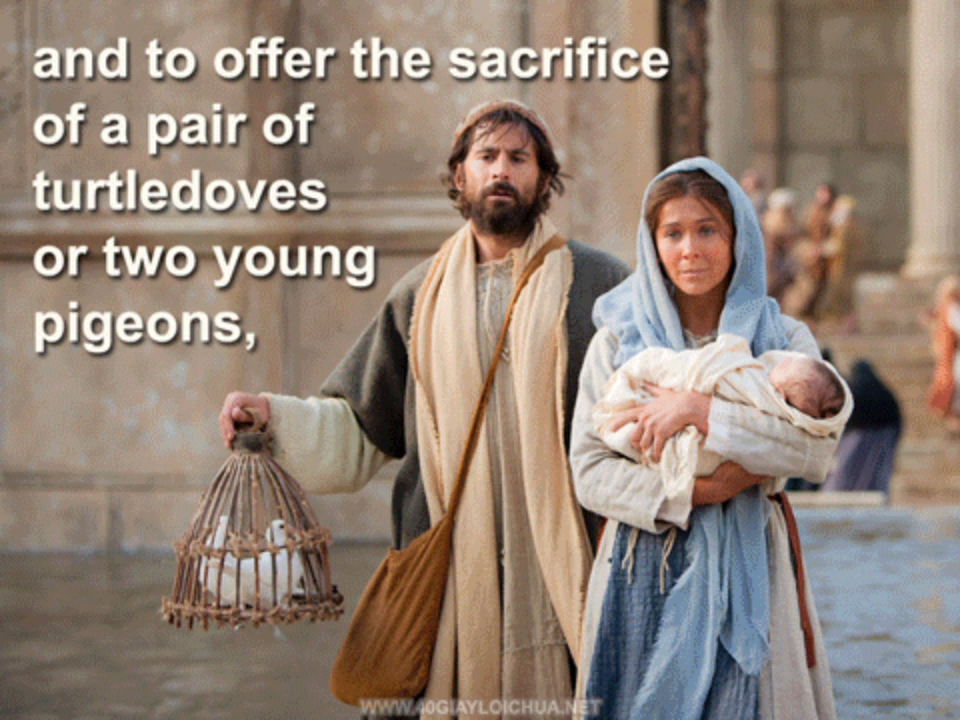 and to offer the sacrifice
of a pair of
turtledoves
or two young
pigeons,
WWW.40GIAYLOICHUA.NET